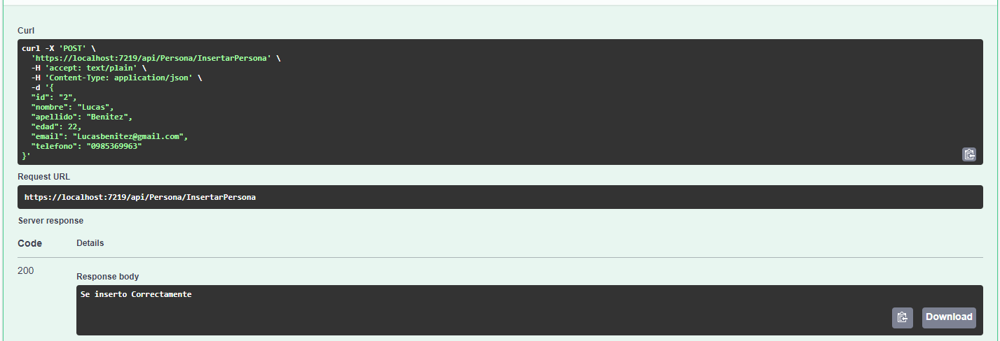 Curl
curl -X 'POST' \
  'https://localhost:7219/api/Persona/InsertarPersona' \
  -H 'accept: text/plain' \
  -H 'Content-Type: application/json' \
  -d '{
  "id": "2",
  "nombre": "Lucas",
  "apellido": "Benitez",
  "edad": 22,
  "email": "Lucasbenitez@gmail.com",
  "telefono": "0985369963"
}'
Request URL
https://localhost:7219/api/Persona/InsertarPersona
Server response
Code Details
200
Response body
Se inserto Correctamente
Download